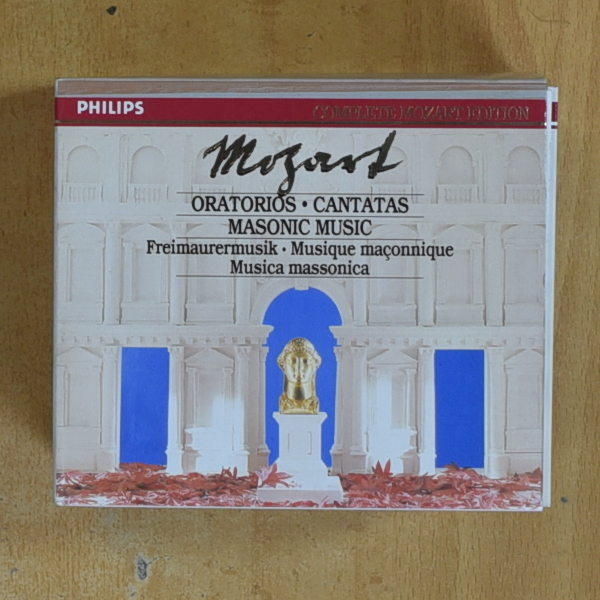 PHILIPS
COMPLETE MOZART EDITION
Mozart
ORATORIOS • CANTATAS
MASONIC MUSIC
Freimaurermusik • Musique maçonnique
Musica massonica